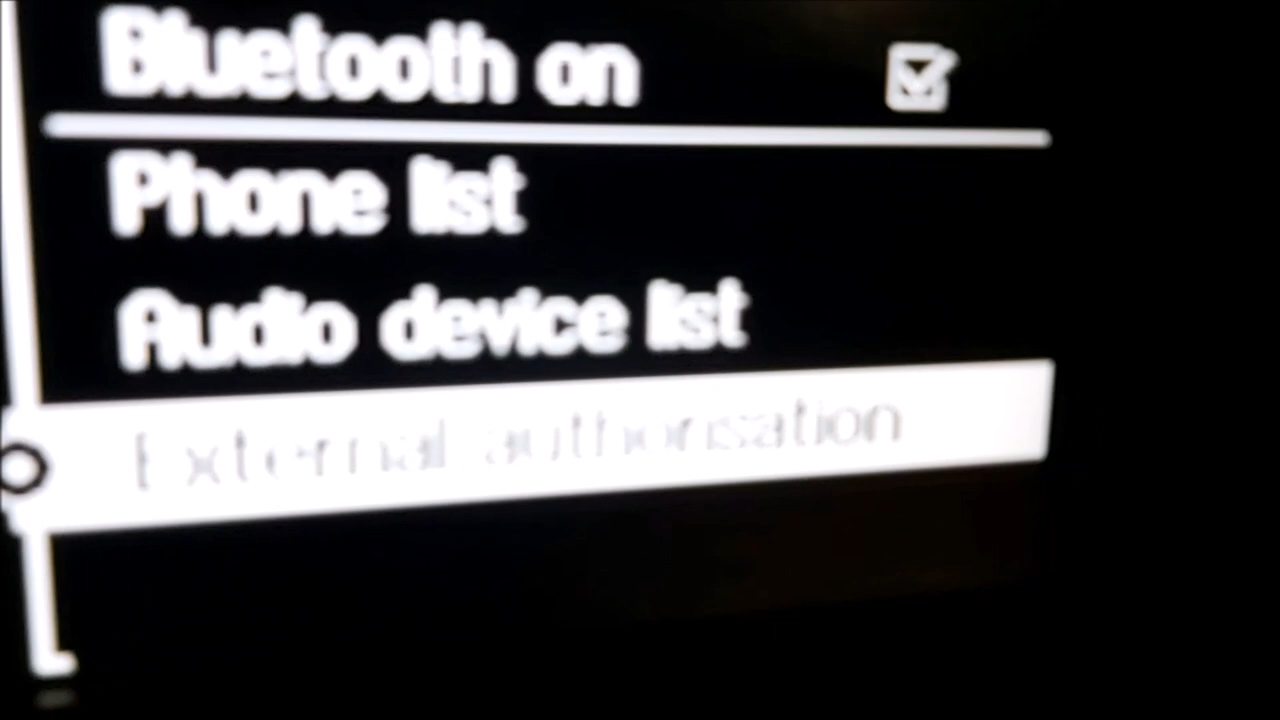 Bluetooth on
Phone list
Audio device list
External authorisation